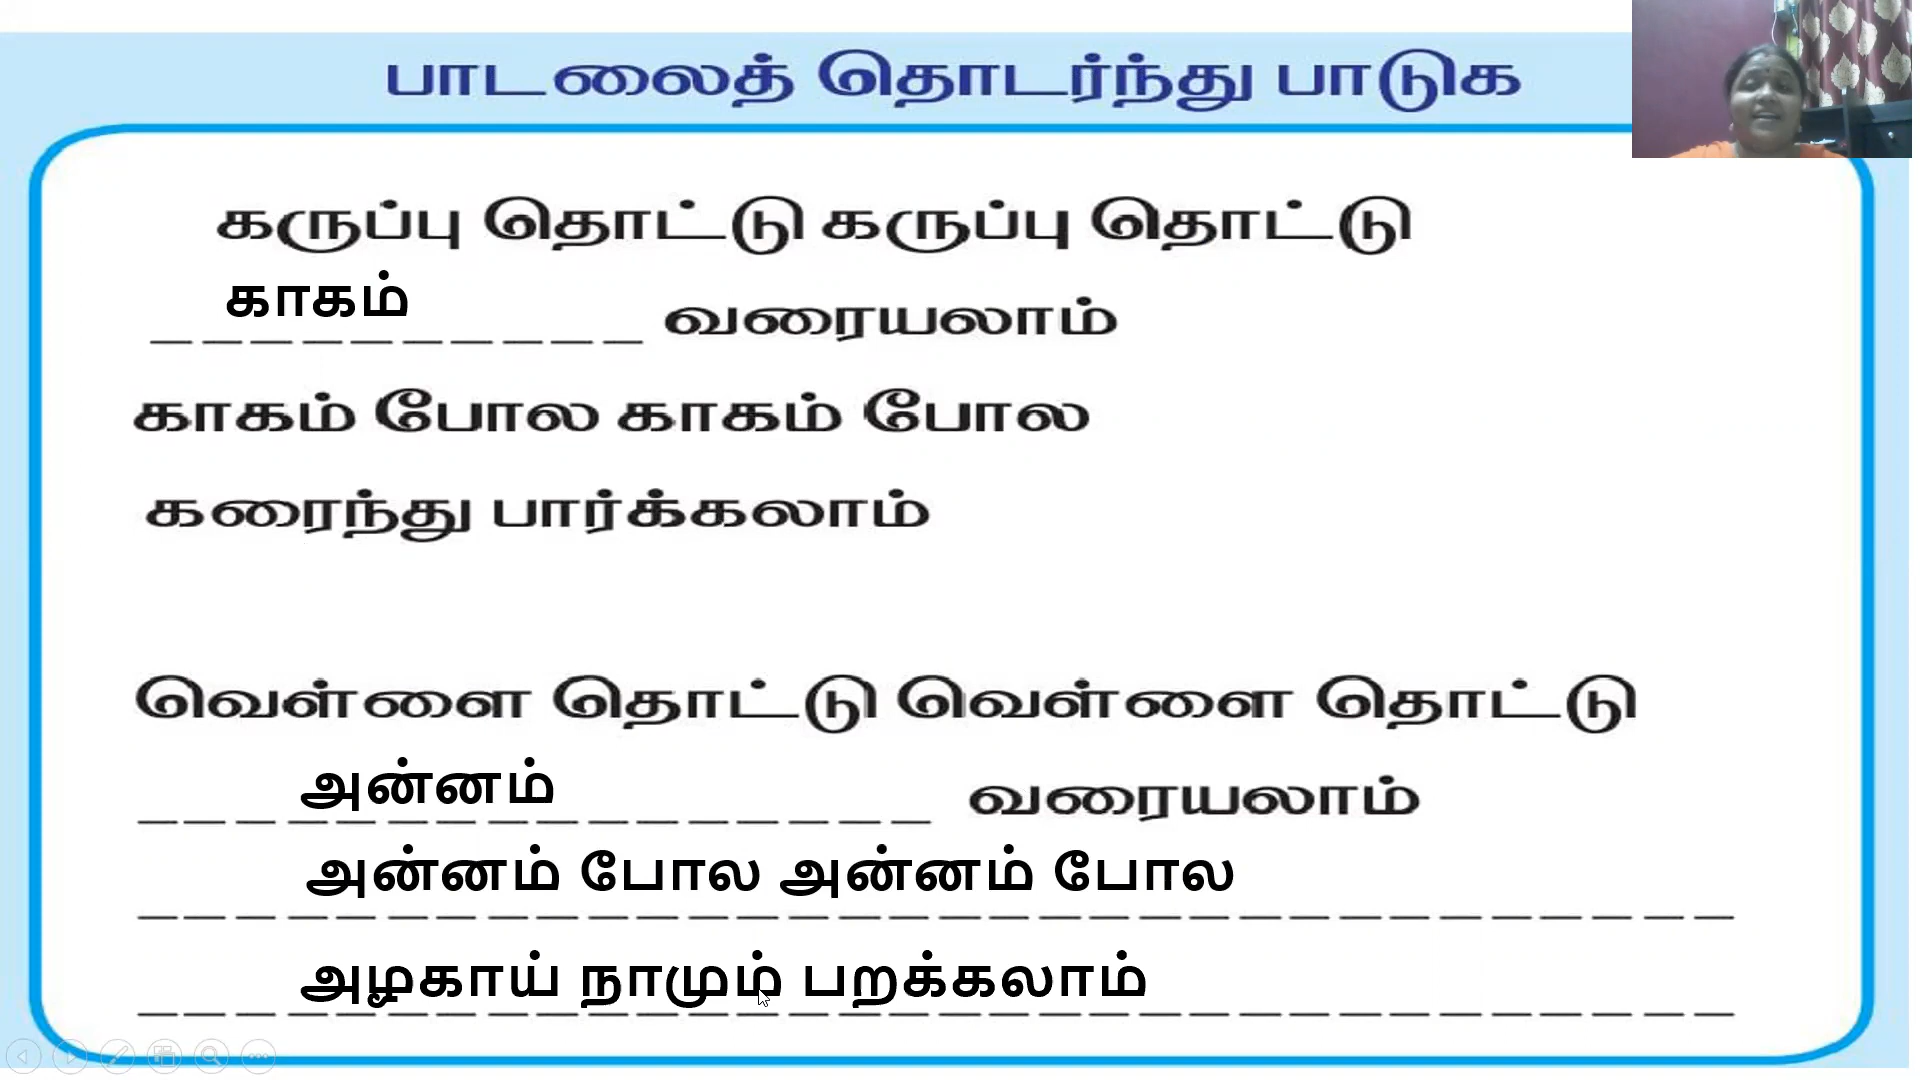 பாடலைத் தொடர்ந்து பாடுக
கருப்பு தொட்டு கருப்பு தொட்டு
காகம் வரையலாம்
காகம் போல காகம் போல
கரைந்து பார்க்கலாம்
வெள்ளை தொட்டு வெள்ளை தொட்டு
அன்னம் வரையலாம்
அன்னம் போல அன்னம் போல
அழகாய் நாமும் பறக்கலாம்